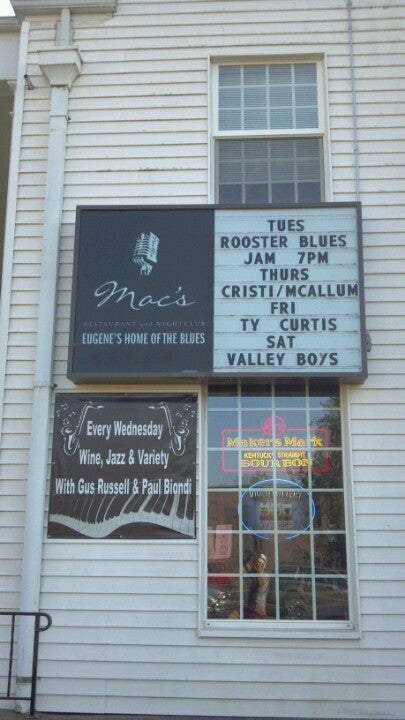 Mac's
RESTAURANT and NIGHTCLUB
EUGENE'S HOME OF THE BLUES
TUES
ROOSTER BLUES
JAM 7PM
THURS
CRISTI/MCALLUM
FRI
TY CURTIS
SAT
VALLEY BOYS
Every Wednesday
Wine, Jazz & Variety
With Gus Russell & Paul Biondi
Maker's Mark
KENTUCKY STRAIGHT
BOURBON
VIDEO LOTTERY